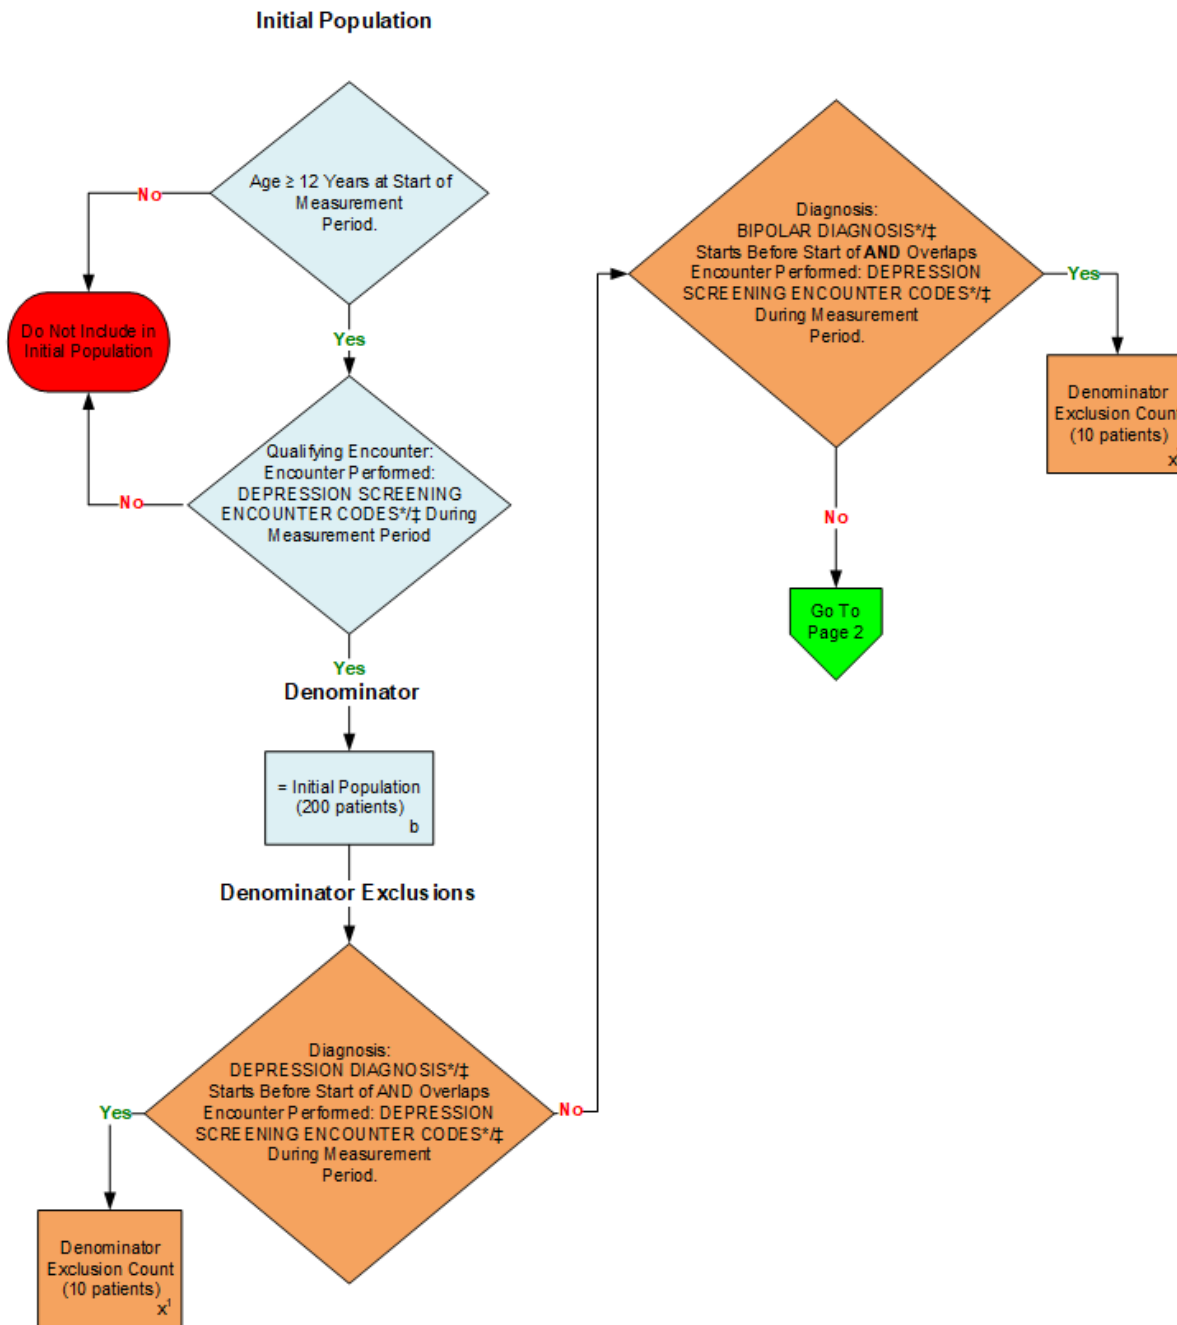 Initial Population
Age ≥ 12 Years at Start of
Measurement
Period.
No
Do Not Include in
Initial Population
Yes
Qualifying Encounter:
Encounter Performed:
DEPRESSION SCREENING
ENCOUNTER CODES*/‡ During
Measurement Period
No
Yes
Denominator
= Initial Population
(200 patients)
b
Denominator Exclusions
Diagnosis:
DEPRESSION DIAGNOSIS*/‡
Starts Before Start of AND Overlaps
Encounter Performed: DEPRESSION
SCREENING ENCOUNTER CODES*/‡
During Measurement
Period.
Yes
Denominator
Exclusion Count
(10 patients)
x¹
No
Diagnosis:
BIPOLAR DIAGNOSIS*/‡
Starts Before Start of AND Overlaps
Encounter Performed: DEPRESSION
SCREENING ENCOUNTER CODES*/‡
During Measurement
Period.
Yes
Denominator
Exclusion Count
(10 patients)
x
No
Go To
Page 2